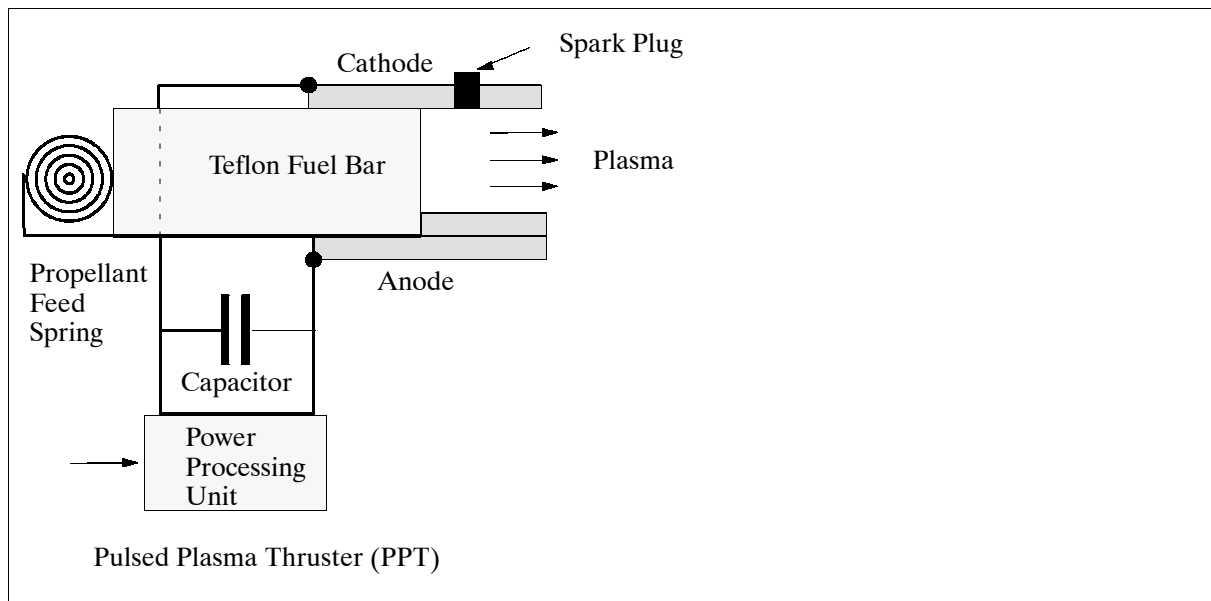 Spark Plug
Cathode
Teflon Fuel Bar
Plasma
Propellant
Feed
Spring
Anode
Capacitor
Power
Processing
Unit
Pulsed Plasma Thruster (PPT)